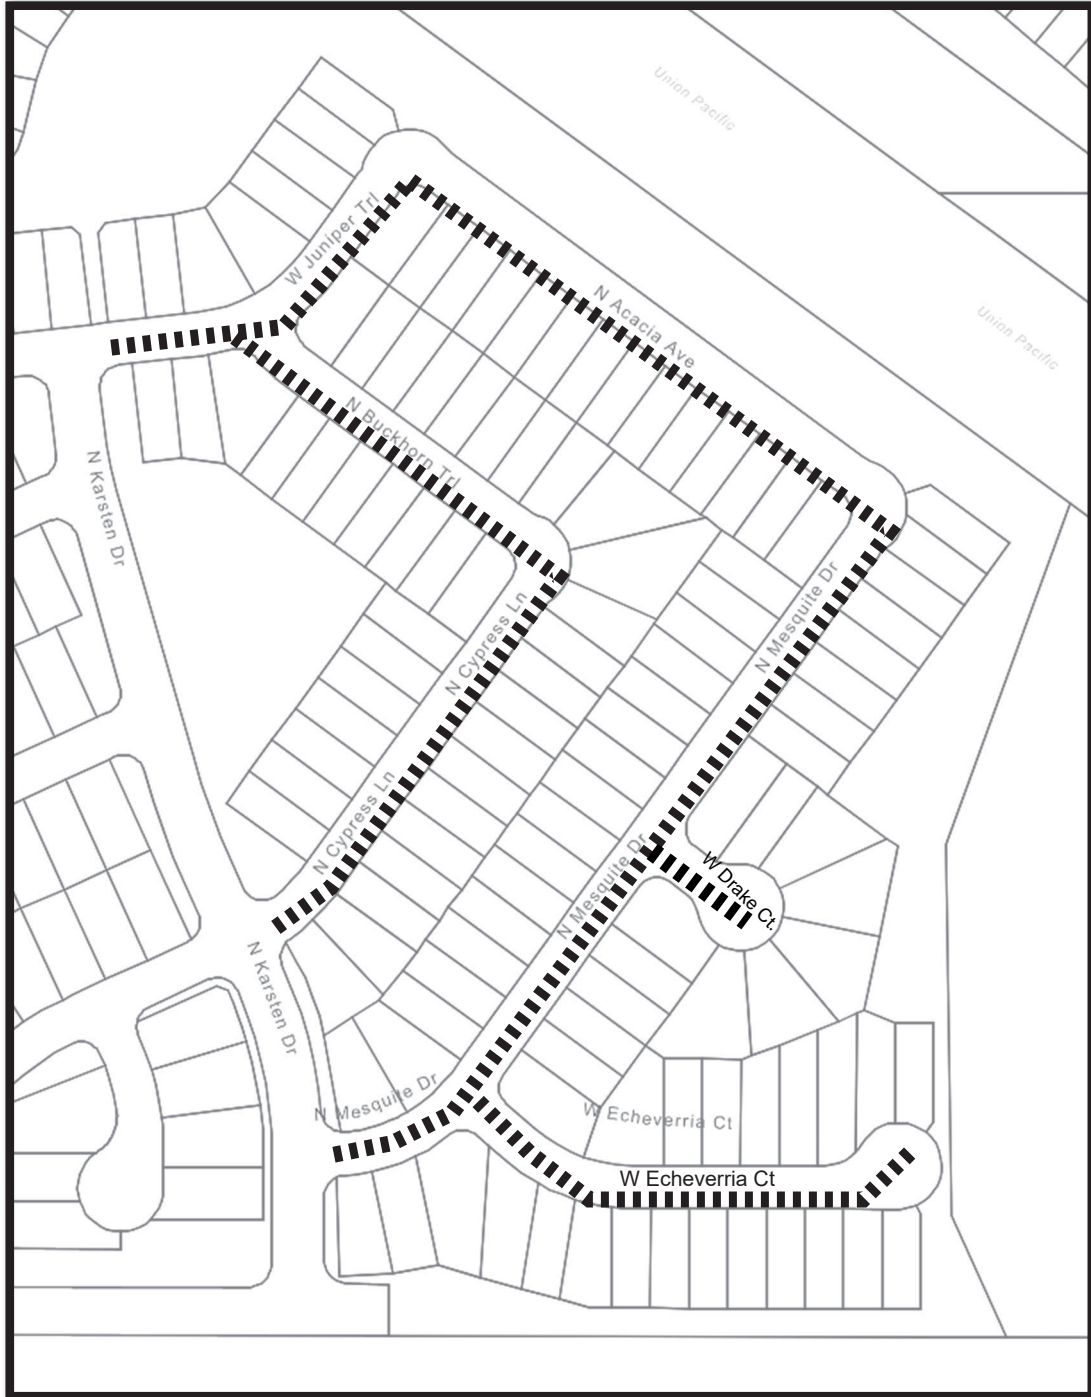 Union Pacific
W Juniper Trl
N Acacia Ave
Union Pacific
N Buckhorn Trl
N Karsten Dr
N Mesquite Dr
N Cypress Ln
N Cypress Ln
N Mesquite Dr
W Drake Ct.
N Karsten Dr
N Mesquite Dr
W Echeverria Ct
W Echeverria Ct